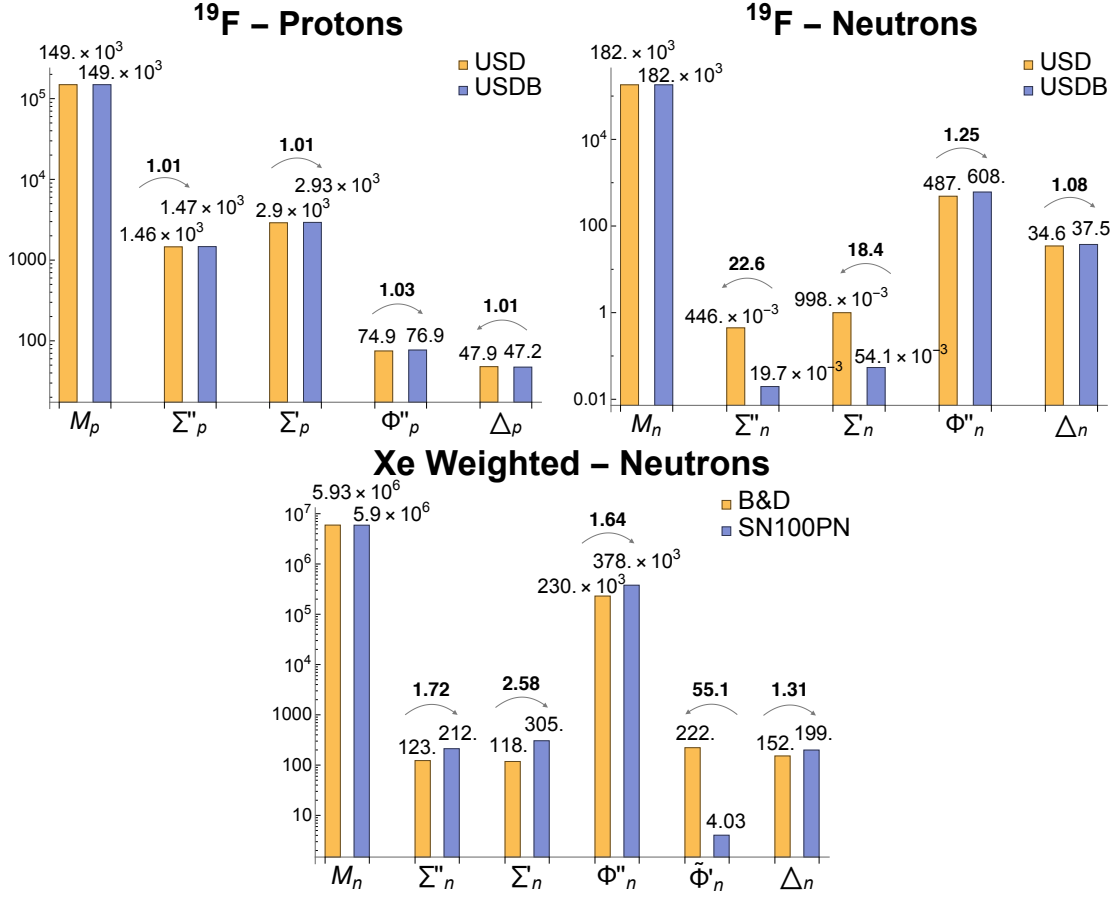 ¹⁹F – Protons
149. × 10³
149. × 10³
USD
USDB
10⁵
10⁴
1000
100
1.01
1.47 × 10³
1.46 × 10³
1.01
2.93 × 10³
2.9 × 10³
1.03
74.9 76.9
1.01
47.9 47.2
Mₚ Σ''ₚ Σ'ₚ Φ''ₚ Δₚ
¹⁹F – Neutrons
182. × 10³
182. × 10³
USD
USDB
10⁴
100
1
0.01
22.6
446. × 10⁻³
19.7 × 10⁻³
18.4
998. × 10⁻³
54.1 × 10⁻³
1.25
487. 608.
1.08
34.6 37.5
Mₙ Σ''ₙ Σ'ₙ Φ''ₙ Δₙ
Xe Weighted – Neutrons
5.93 × 10⁶
5.9 × 10⁶
B&D
SN100PN
10⁷
10⁶
10⁵
10⁴
1000
100
10
1.72
123. 212.
2.58
118. 305.
1.64
378. × 10³
230. × 10³
55.1
222.
4.03
1.31
152. 199.
Mₙ Σ''ₙ Σ'ₙ Φ''ₙ Φ̃'ₙ Δₙ